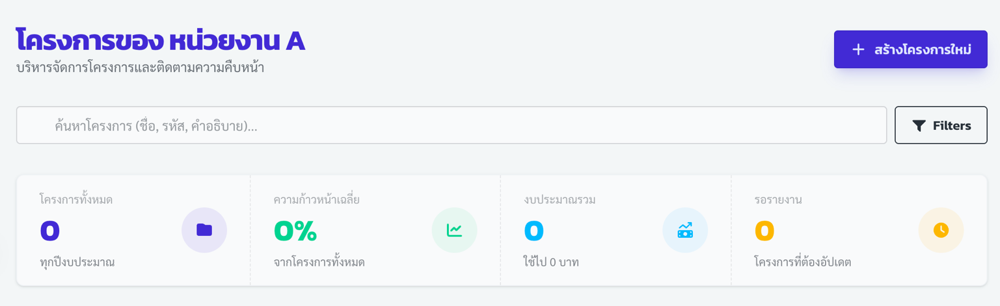 โครงการของ หน่วยงาน A
บริหารจัดการโครงการและติดตามความคืบหน้า
สร้างโครงการใหม่
ค้นหาโครงการ (ชื่อ, รหัส, คำอธิบาย)...
Filters
โครงการทั้งหมด
0
ทุกปีงบประมาณ
ความก้าวหน้าเฉลี่ย
0%
จากโครงการทั้งหมด
งบประมาณรวม
0
ใช้ไป 0 บาท
รอรายงาน
0
โครงการที่ต้องอัปเดต